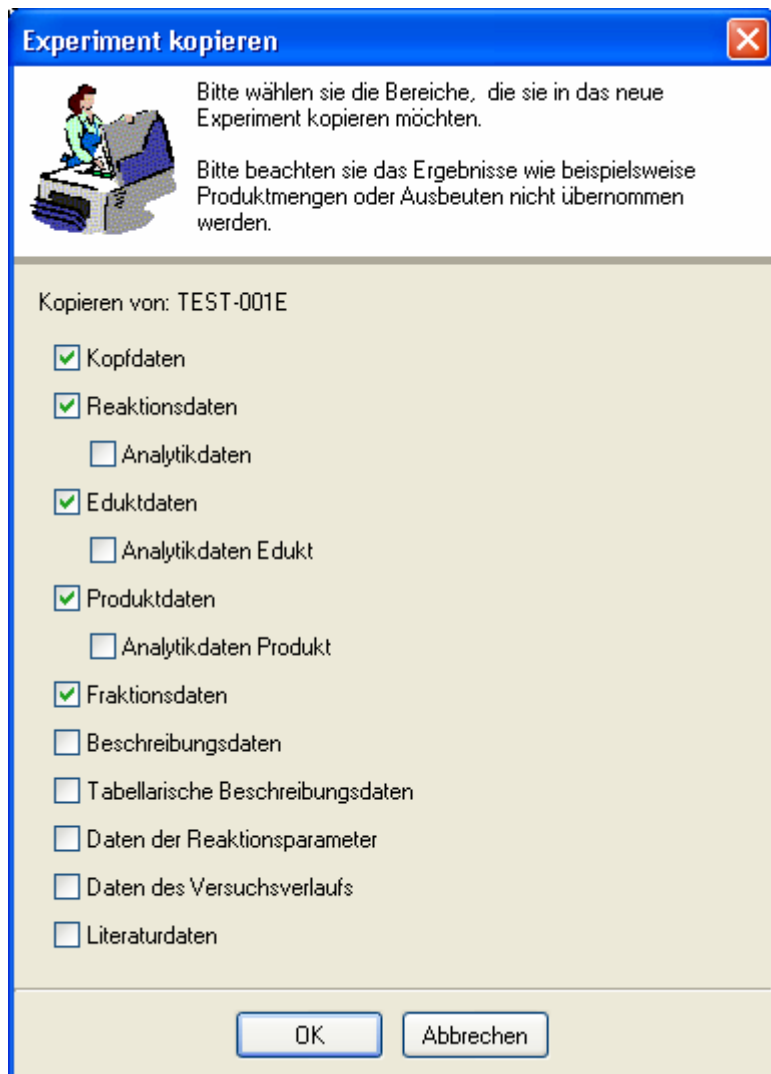 Experiment kopieren
Bitte wählen sie die Bereiche, die sie in das neue
Experiment kopieren möchten.
Bitte beachten sie das Ergebnisse wie beispielsweise
Produktmengen oder Ausbeuten nicht übernommen
werden.
Kopieren von: TEST-001E
Kopfdaten
Reaktionsdaten
Analytikdaten
Eduktdaten
Analytikdaten Edukt
Produktdaten
Analytikdaten Produkt
Fraktionsdaten
Beschreibungsdaten
Tabellarische Beschreibungsdaten
Daten der Reaktionsparameter
Daten des Versuchsverlaufs
Literaturdaten
OK
Abbrechen